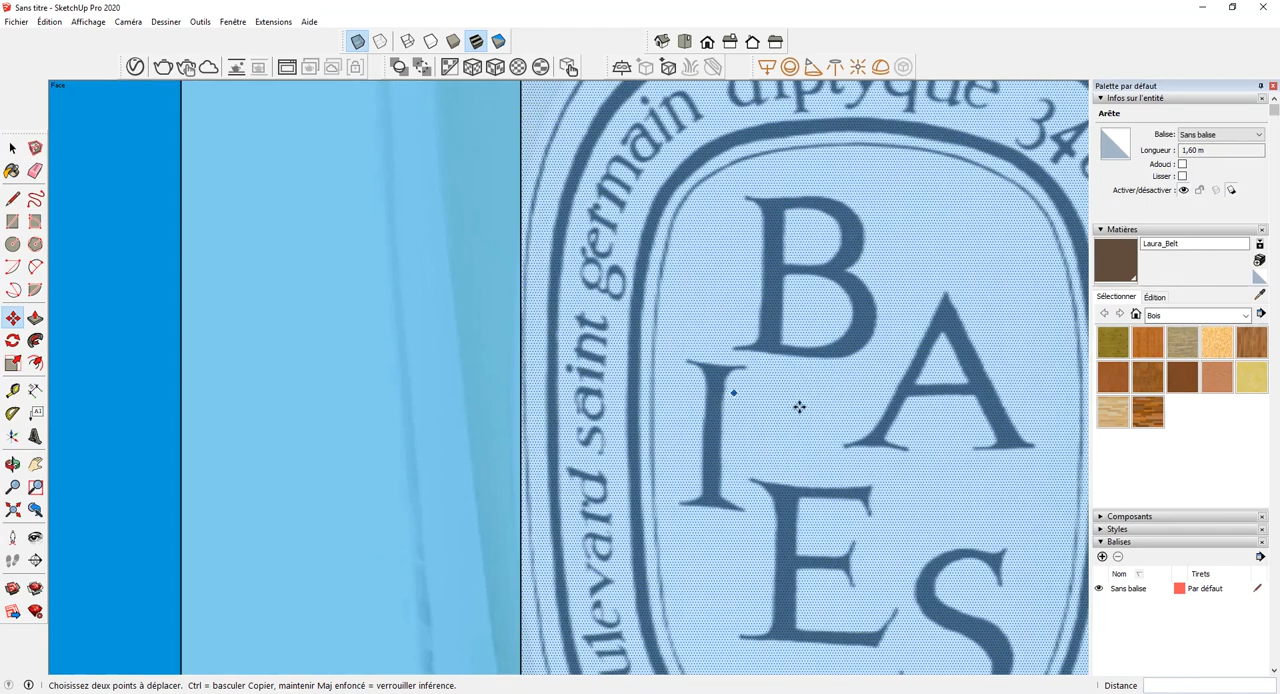 Sans titre - SketchUp Pro 2020
Fichier Édition Affichage Caméra Dessiner Outils Fenêtre Extensions Aide
Face
Palette par défaut
Infos sur l'entité
Arête
Balise: Sans balise
Longueur : 1,60 m
Adouci :
Lisser :
Activer/désactiver :
Matières
Laura_Belt
Sélectionner Édition
Bois
Composants
Styles
Balises
Nom Tirets
Sans balise Par défaut
diptyque 34
boulevard saint germain
B
A
I
E
S
A1
Choisissez deux points à déplacer. Ctrl = basculer Copier, maintenir Maj enfoncé = verrouiller inférence.
Distance